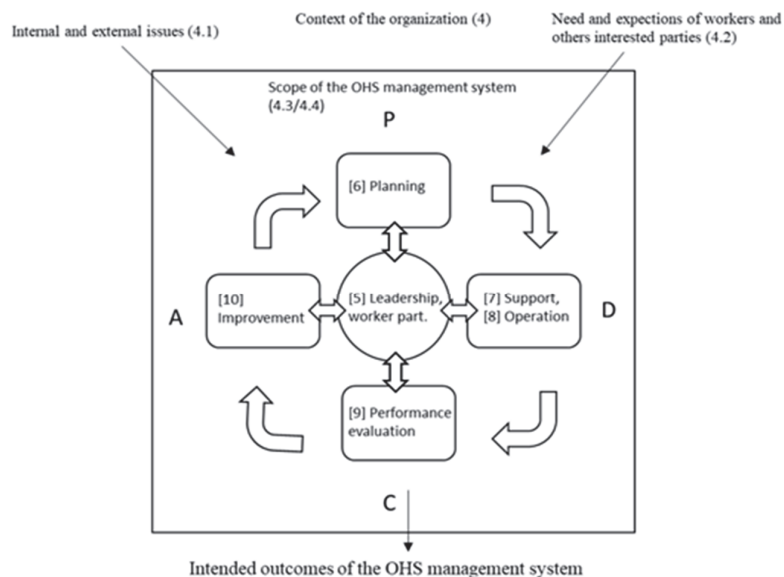 Context of the organization (4)
Internal and external issues (4.1)
Need and expections of workers and
others interested parties (4.2)
Scope of the OHS management system
(4.3/4.4)
P
[6] Planning
[10]
Improvement
[5] Leadership,
worker part.
[7] Support,
[8] Operation
A
D
[9] Performance
evaluation
C
Intended outcomes of the OHS management system